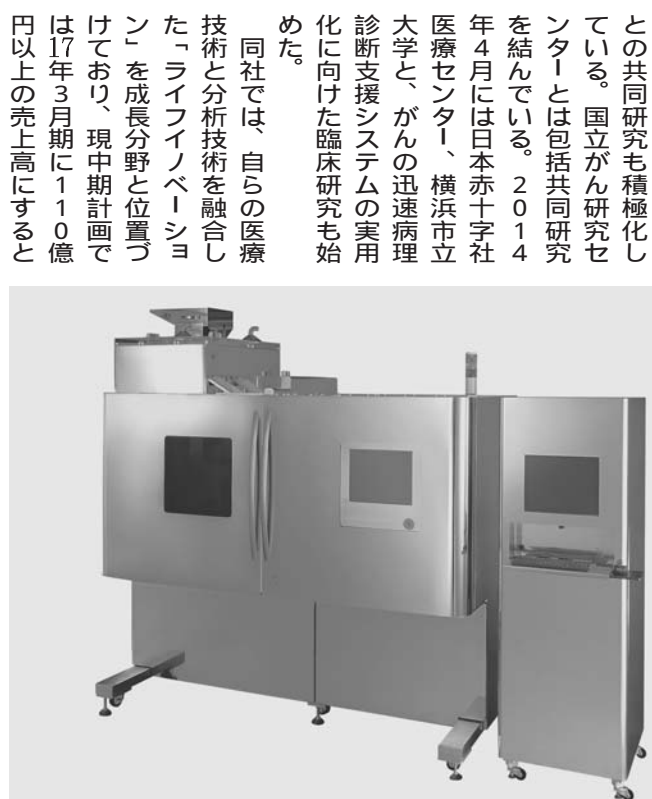 との共同研究も積極化し
ている。国立がん研究セ
ンターとは包括共同研究
を結んでいる。２０１４
年４月には日本赤十字社
医療センター、横浜市立
大学と、がんの迅速病理
診断支援システムの実用
化に向けた臨床研究も始
めた。
　同社では、自らの医療
技術と分析技術を融合し
た「ライフイノベーショ
ン」を成長分野と位置づ
けており、現中期計画で
は17年３月期に１１０億
円以上の売上高にすると